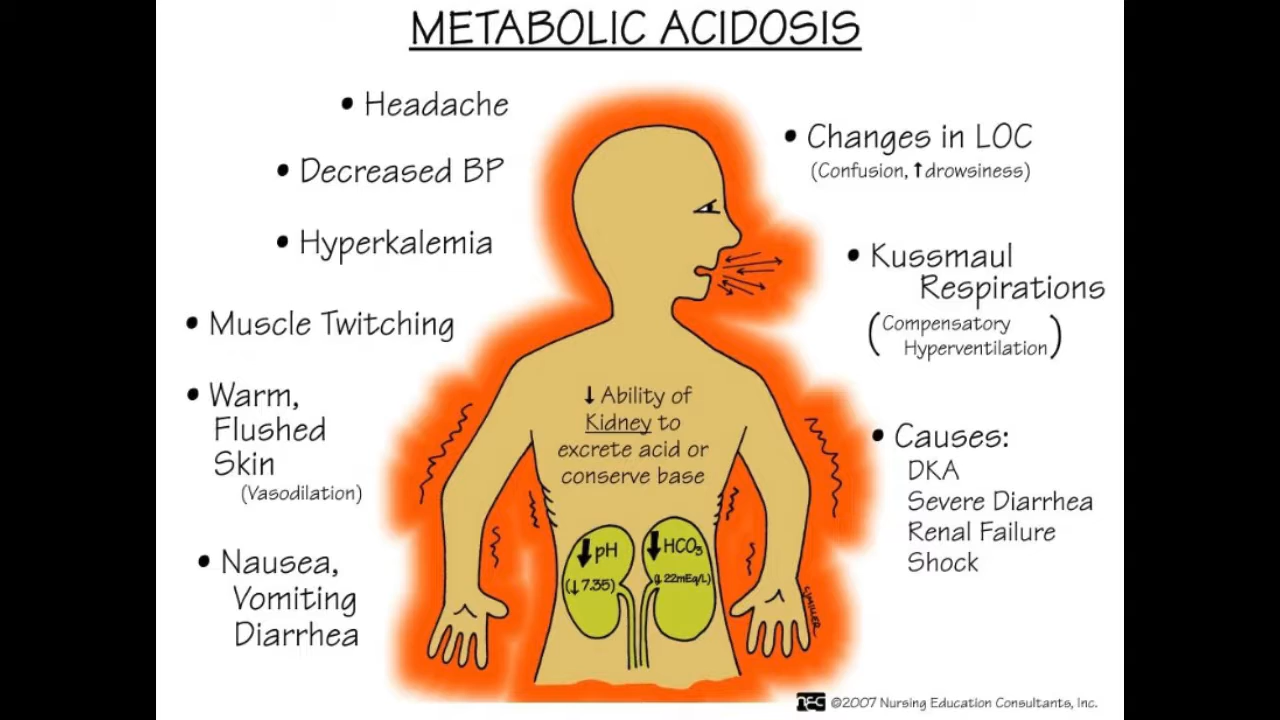 METABOLIC ACIDOSIS
• Headache
• Decreased BP
• Hyperkalemia
• Muscle Twitching
• Warm,
Flushed
Skin
(Vasodilation)
• Nausea,
Vomiting
Diarrhea
• Changes in LOC
(Confusion, ↑drowsiness)
• Kussmaul
Respirations
(Compensatory
Hyperventilation)
• Causes:
DKA
Severe Diarrhea
Renal Failure
Shock
↓ Ability of
Kidney to
excrete acid or
conserve base
↓pH
(↓7.35)
↓HCO₃
(↓22mEq/L)
CJMILLER
nec ©2007 Nursing Education Consultants, Inc.